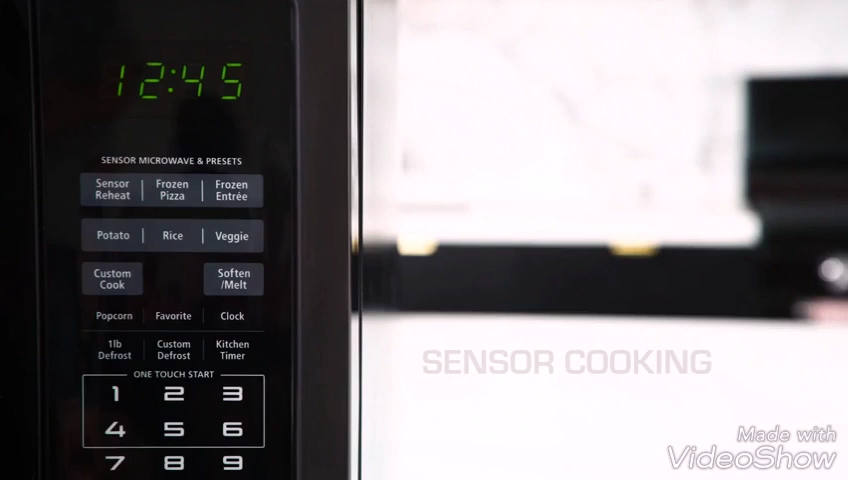 12:45
SENSOR MICROWAVE & PRESETS
Sensor Reheat
Frozen Pizza
Frozen Entrée
Potato
Rice
Veggie
Custom Cook
Soften /Melt
Popcorn
Favorite
Clock
1lb Defrost
Custom Defrost
Kitchen Timer
ONE TOUCH START
1 2 3
4 5 6
7 8 9
SENSOR COOKING
Made with
VideoShow